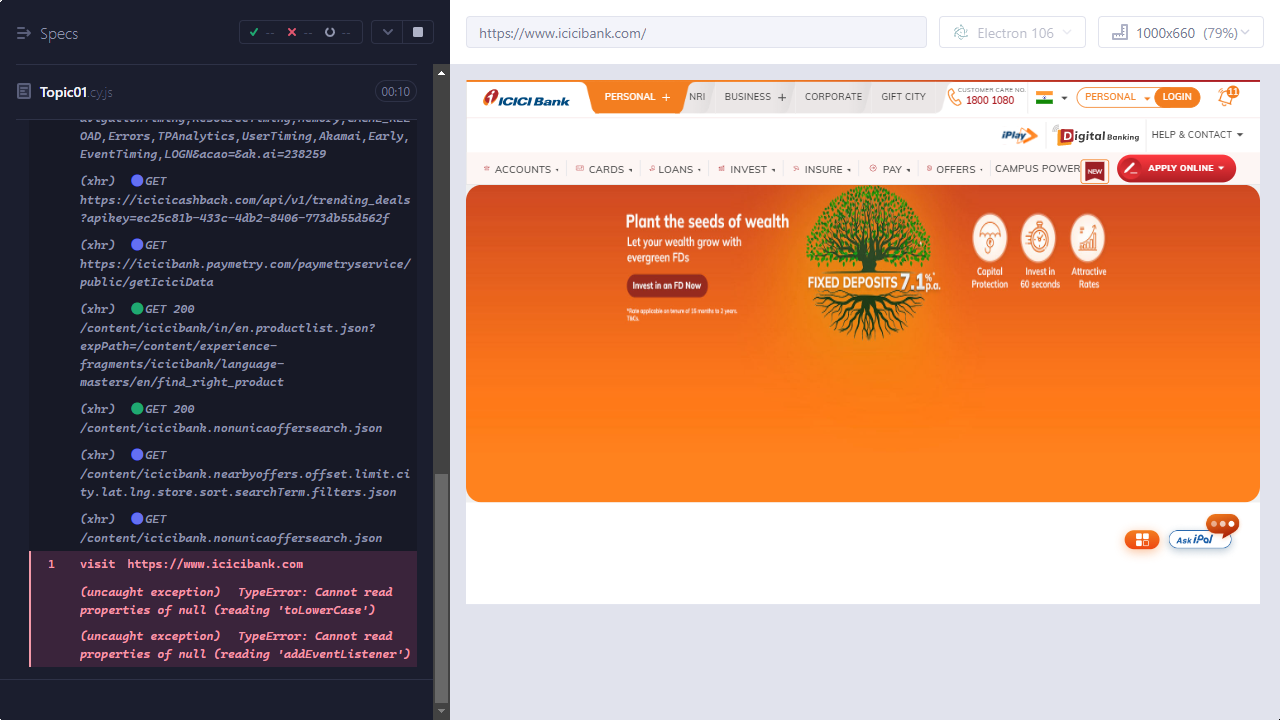 Specs
-- -- --
Topic01.cy.js 00:10
OAD,Errors,TPAnalytics,UserTiming,Akamai,Early,
EventTiming,LOGN&acao=&ak.ai=238259
(xhr) GET
https://icicicashback.com/api/v1/trending_deals
?apikey=ec25c81b-433c-4db2-8406-773db55d562f
(xhr) GET
https://icicibank.paymetry.com/paymetryservice/
public/getIciciData
(xhr) GET 200
/content/icicibank/in/en.productlist.json?
expPath=/content/experience-
fragments/icicibank/language-
masters/en/find_right_product
(xhr) GET 200
/content/icicibank.nonunicaoffersearch.json
(xhr) GET
/content/icicibank.nearbyoffers.offset.limit.ci
ty.lat.lng.store.sort.searchTerm.filters.json
(xhr) GET
/content/icicibank.nonunicaoffersearch.json
1 visit https://www.icicibank.com
(uncaught exception) TypeError: Cannot read
properties of null (reading 'toLowerCase')
(uncaught exception) TypeError: Cannot read
properties of null (reading 'addEventListener')
https://www.icicibank.com/
Electron 106
1000x660 (79%)
ICICI Bank
PERSONAL +
NRI
BUSINESS +
CORPORATE
GIFT CITY
CUSTOMER CARE NO.
1800 1080
PERSONAL
LOGIN
11
iPlay
Digital Banking
HELP & CONTACT
ACCOUNTS
CARDS
LOANS
INVEST
INSURE
PAY
OFFERS
CAMPUS POWER
NEW
APPLY ONLINE
Plant the seeds of wealth
Let your wealth grow with
evergreen FDs
Invest in an FD Now
*Rate applicable on tenure of 15 months to 2 years.
T&Cs.
FIXED DEPOSITS 7.1%* p.a.
Capital
Protection
Invest in
60 seconds
Attractive
Rates
Ask iPal